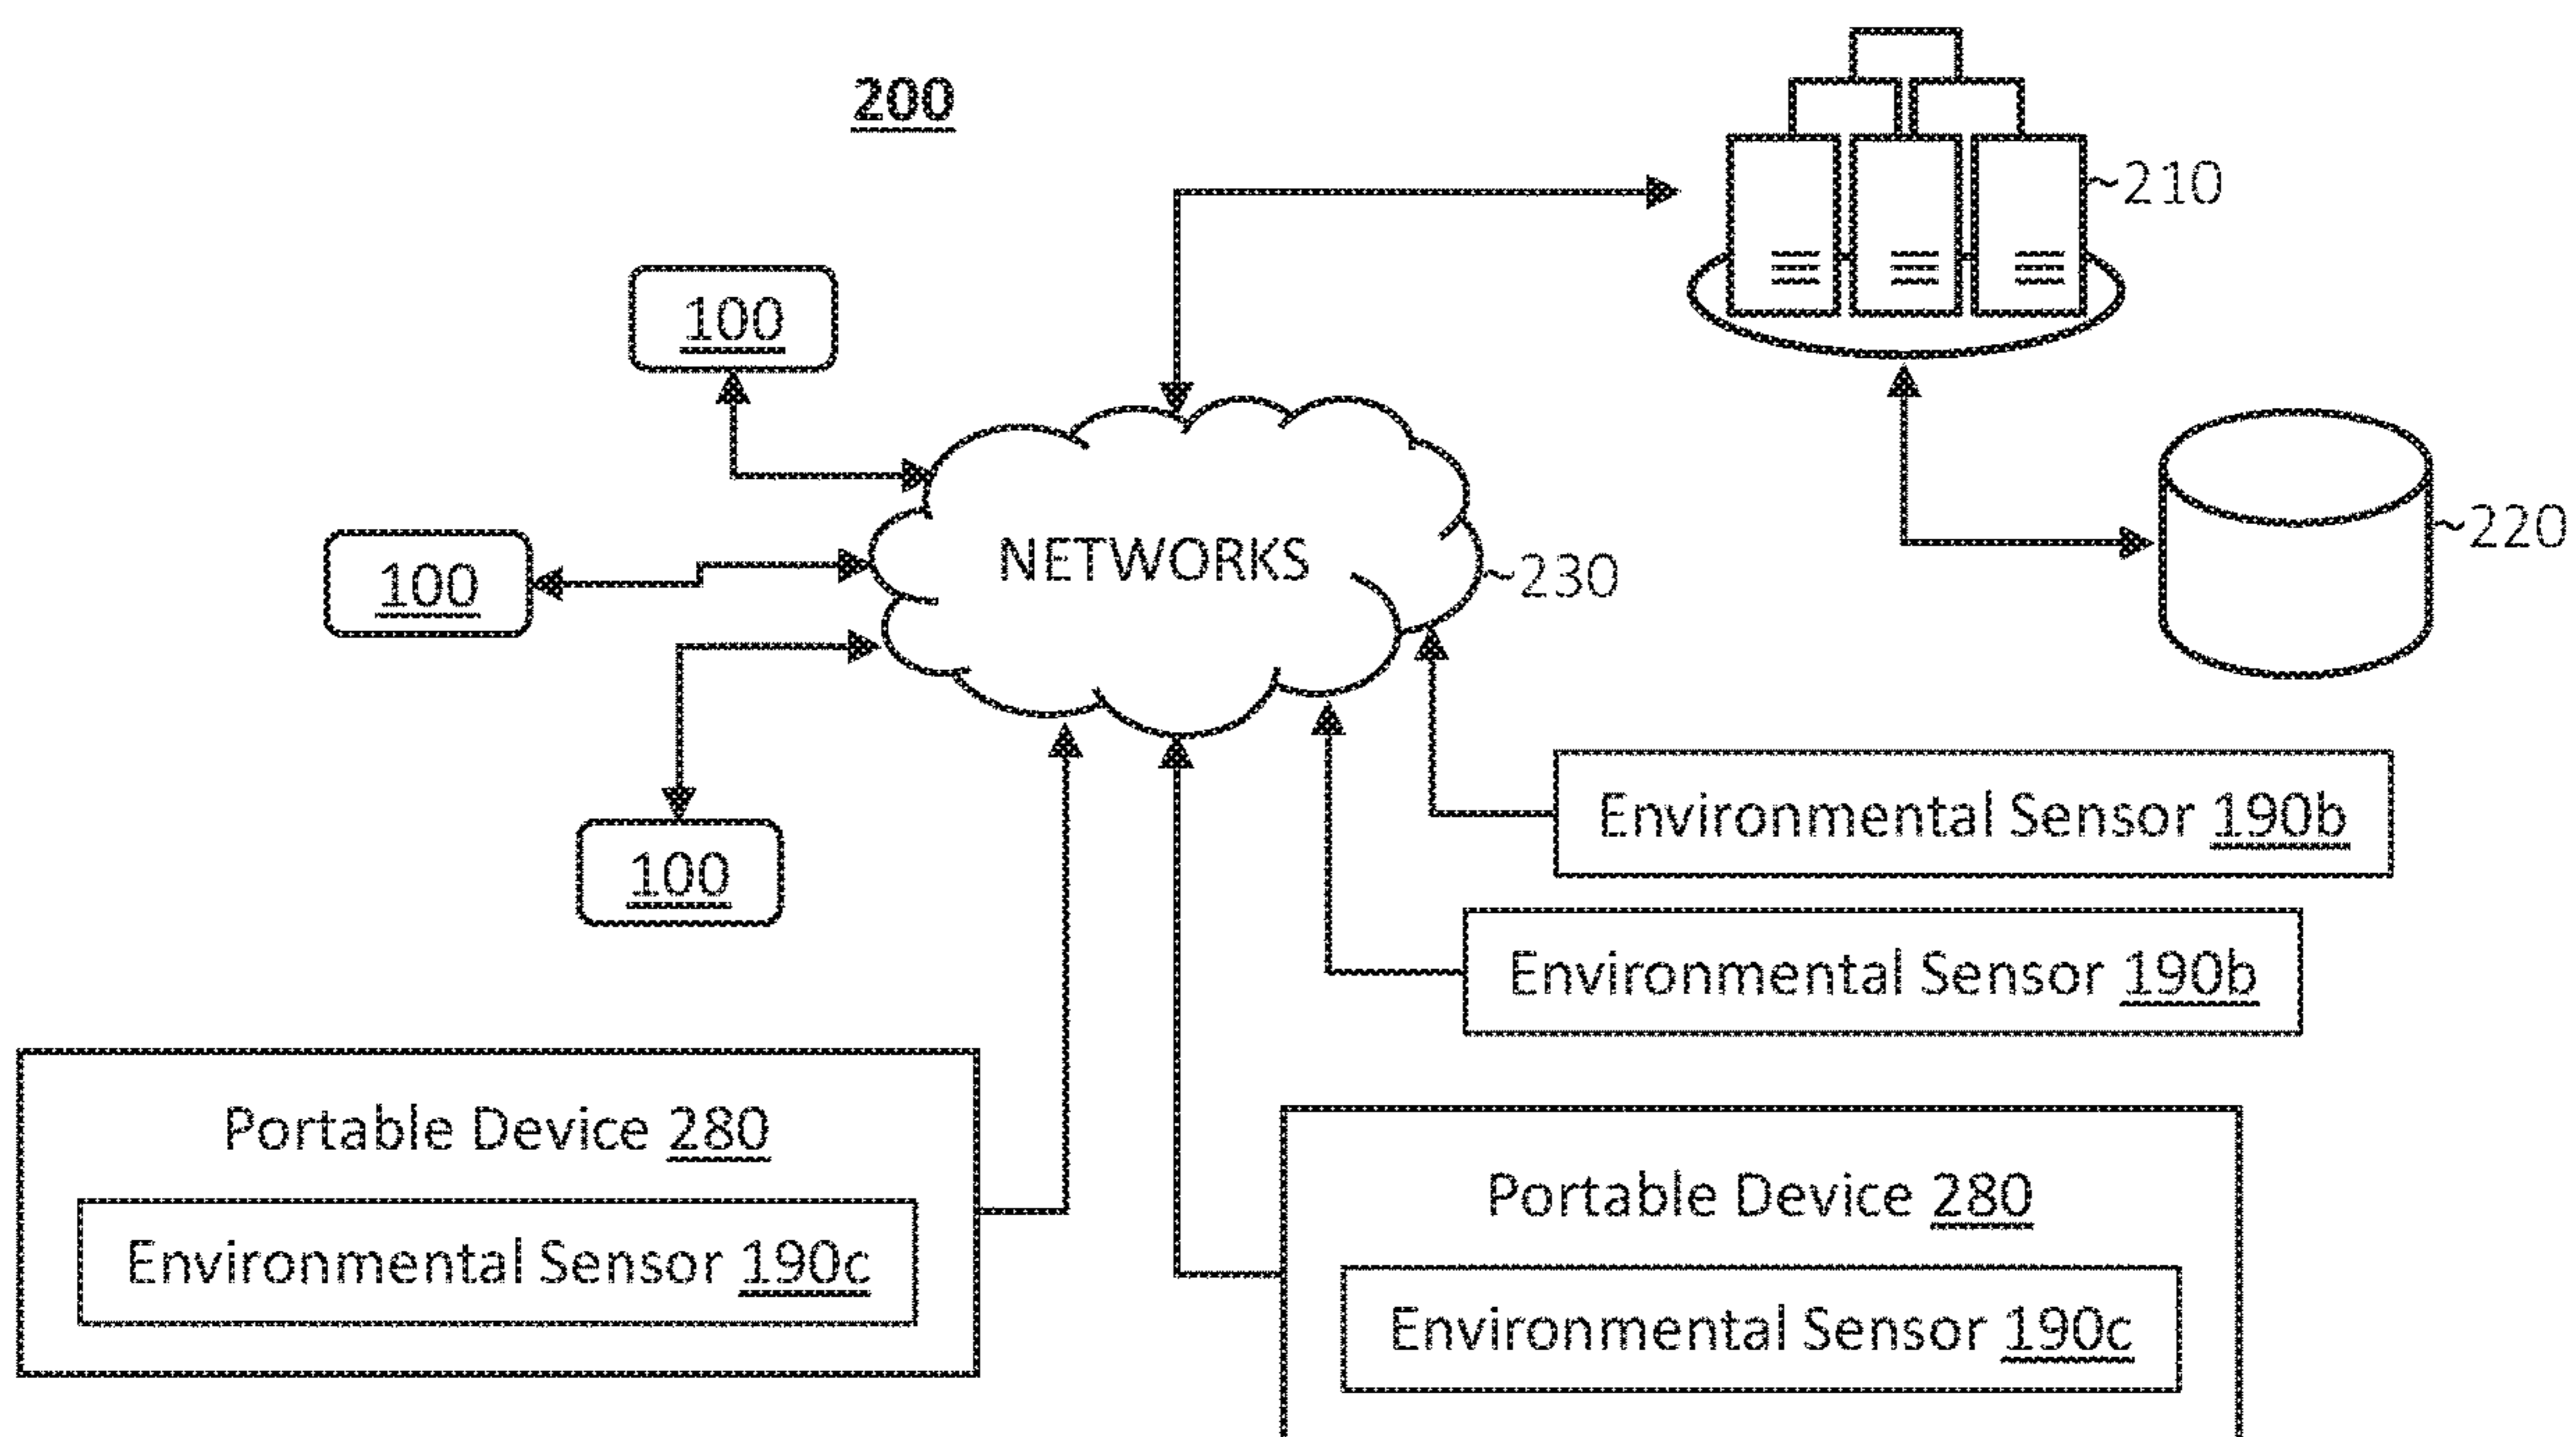 200
~210
100
NETWORKS
~220
100
~230
100
Environmental Sensor 190b
Environmental Sensor 190b
Portable Device 280
Environmental Sensor 190c
Portable Device 280
Environmental Sensor 190c